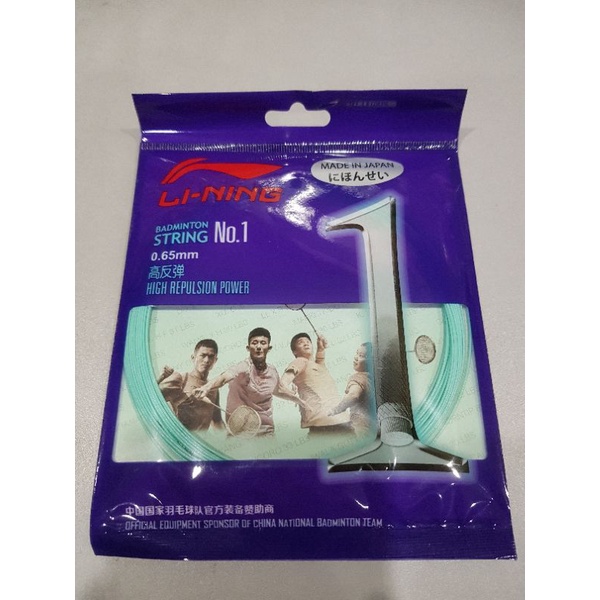 LI-NING
MADE IN JAPAN
にほんせい
BADMINTON
STRING No.1
0.65mm
高反弹
HIGH REPULSION POWER
1
中国国家羽毛球队官方装备赞助商
OFFICIAL EQUIPMENT SPONSOR OF CHINA NATIONAL BADMINTON TEAM